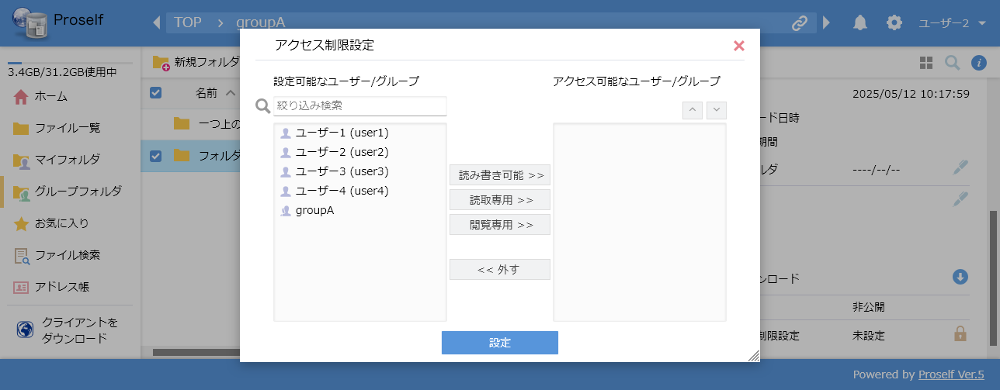 Proself
TOP > groupA
ユーザー2
3.4GB/31.2GB使用中
ホーム
ファイル一覧
マイフォルダ
グループフォルダ
お気に入り
ファイル検索
アドレス帳
クライアントを
ダウンロード
新規フォルダ
名前
一つ上の
フォルダ
アクセス制限設定
設定可能なユーザー/グループ
絞り込み検索
ユーザー1 (user1)
ユーザー2 (user2)
ユーザー3 (user3)
ユーザー4 (user4)
groupA
読み書き可能 >>
読取専用 >>
閲覧専用 >>
<< 外す
アクセス可能なユーザー/グループ
設定
2025/05/12 10:17:59
ード日時
期間
ルダ ----/--/--
ンロード
非公開
制限設定 未設定
Powered by Proself Ver.5